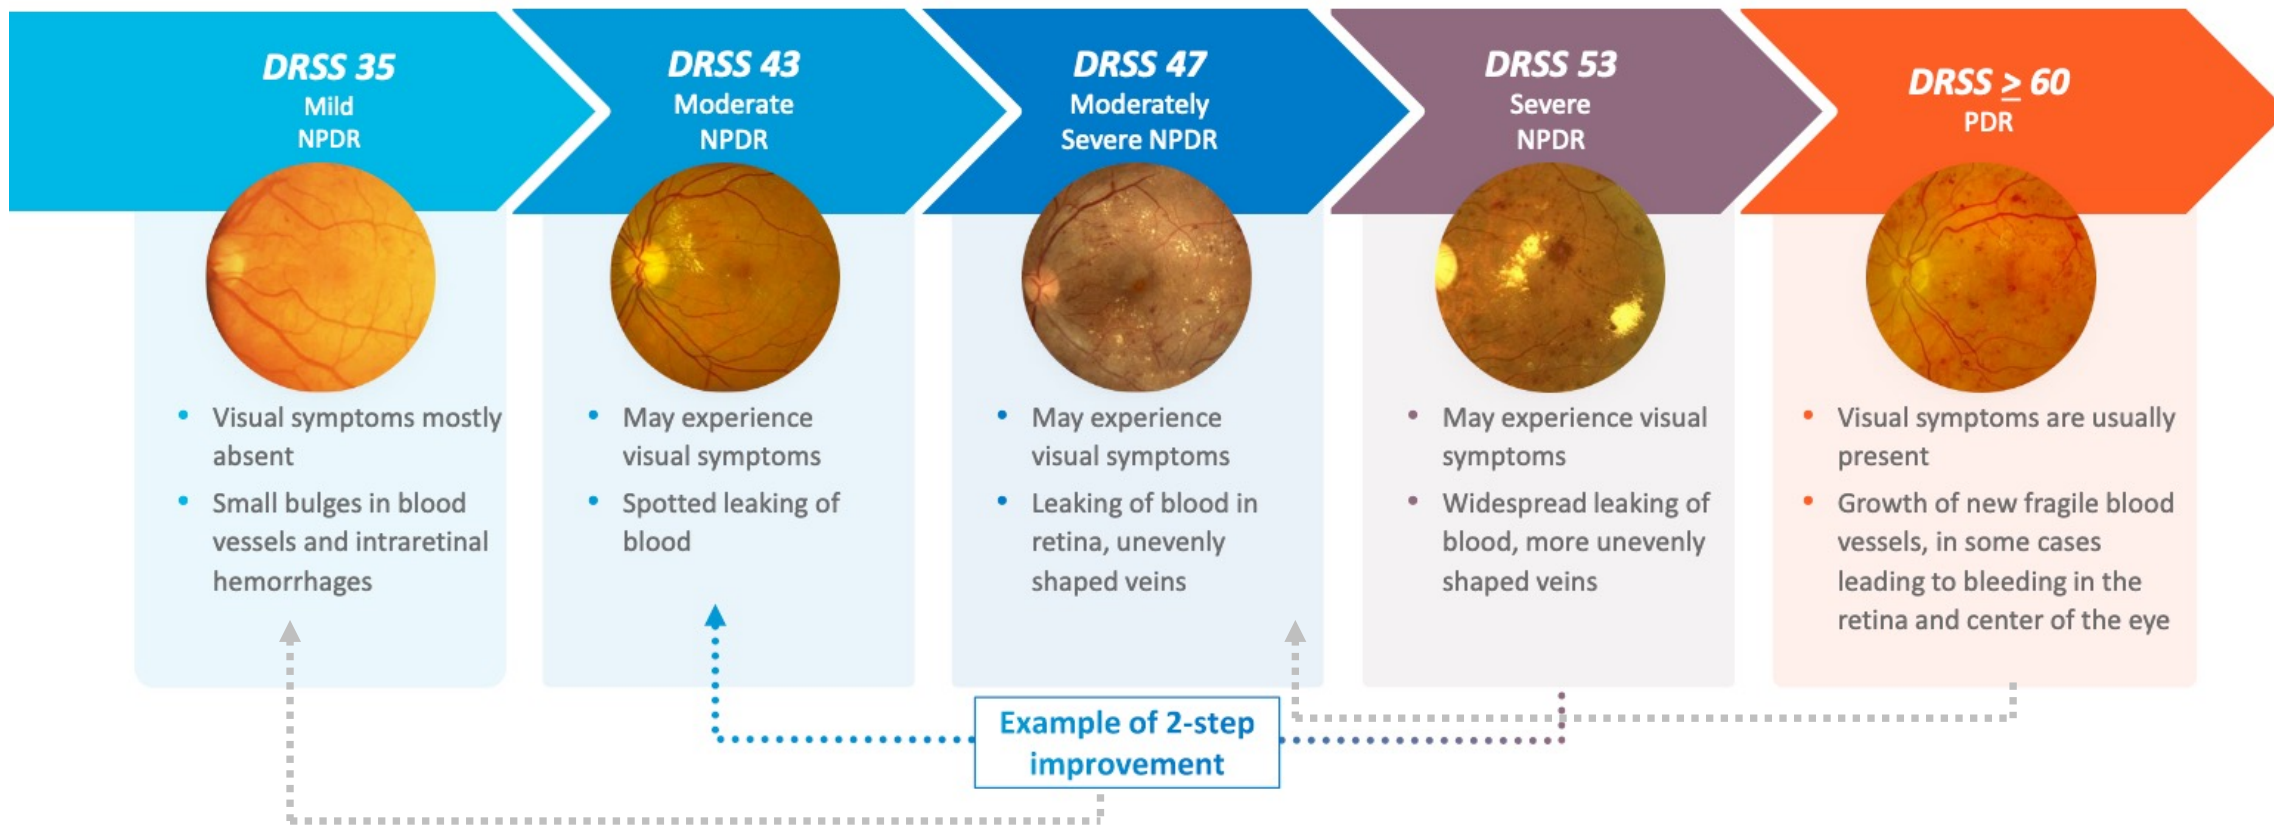 DRSS 35
Mild
NPDR
DRSS 43
Moderate
NPDR
DRSS 47
Moderately
Severe NPDR
DRSS 53
Severe
NPDR
DRSS ≥ 60
PDR
• Visual symptoms mostly
absent
• Small bulges in blood
vessels and intraretinal
hemorrhages
• May experience
visual symptoms
• Spotted leaking of
blood
• May experience
visual symptoms
• Leaking of blood in
retina, unevenly
shaped veins
• May experience visual
symptoms
• Widespread leaking of
blood, more unevenly
shaped veins
• Visual symptoms are usually
present
• Growth of new fragile blood
vessels, in some cases
leading to bleeding in the
retina and center of the eye
Example of 2-step
improvement